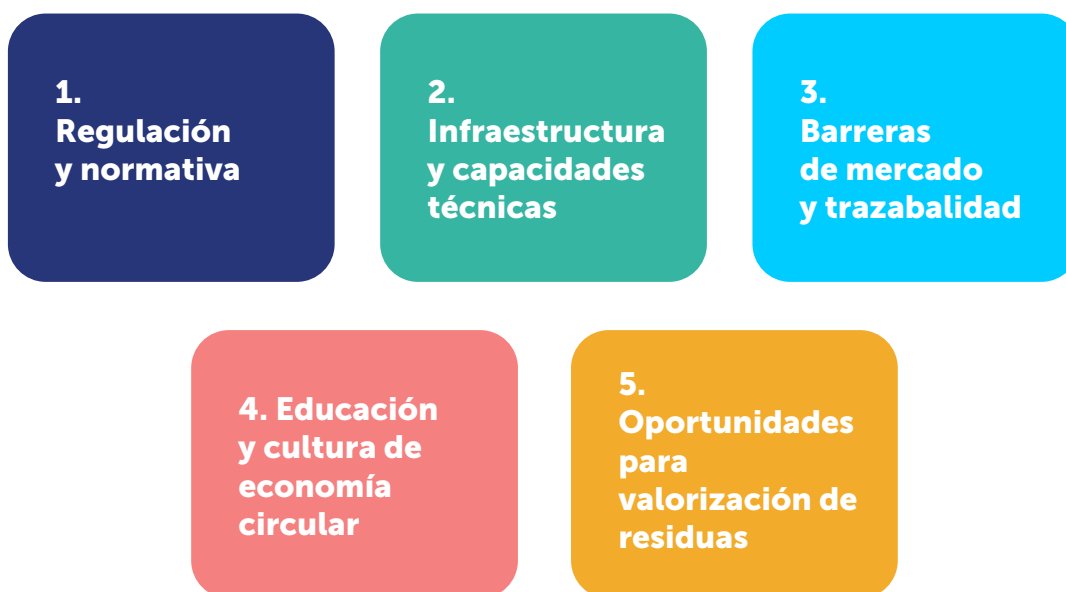 1.
Regulación
y normativa
2.
Infraestructura
y capacidades
técnicas
3.
Barreras
de mercado
y trazabalidad
4. Educación
y cultura de
economía
circular
5.
Oportunidades
para
valorización de
residuas